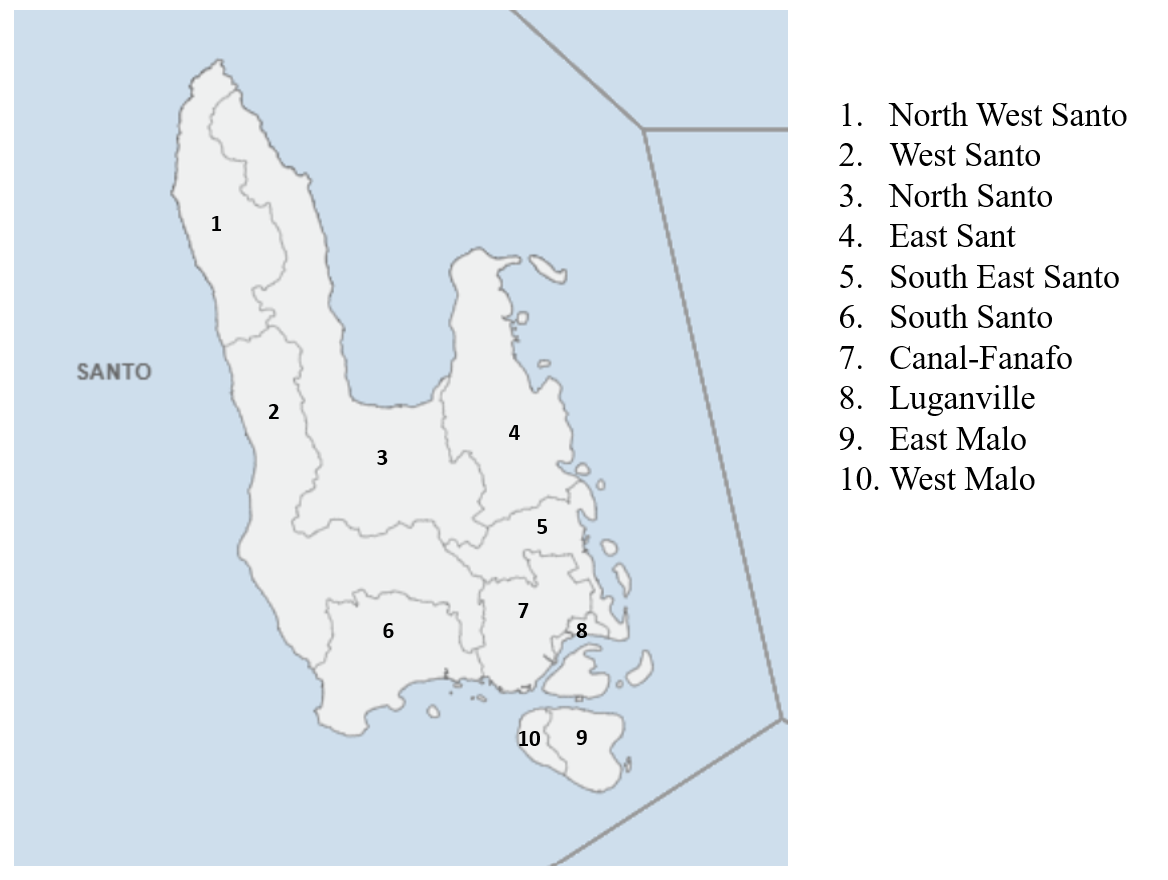 1
2
3
4
5
6
7
8
9
10
SANTO
1. North West Santo
2. West Santo
3. North Santo
4. East Sant
5. South East Santo
6. South Santo
7. Canal-Fanafo
8. Luganville
9. East Malo
10. West Malo